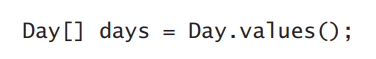 Day[] days = Day.values();